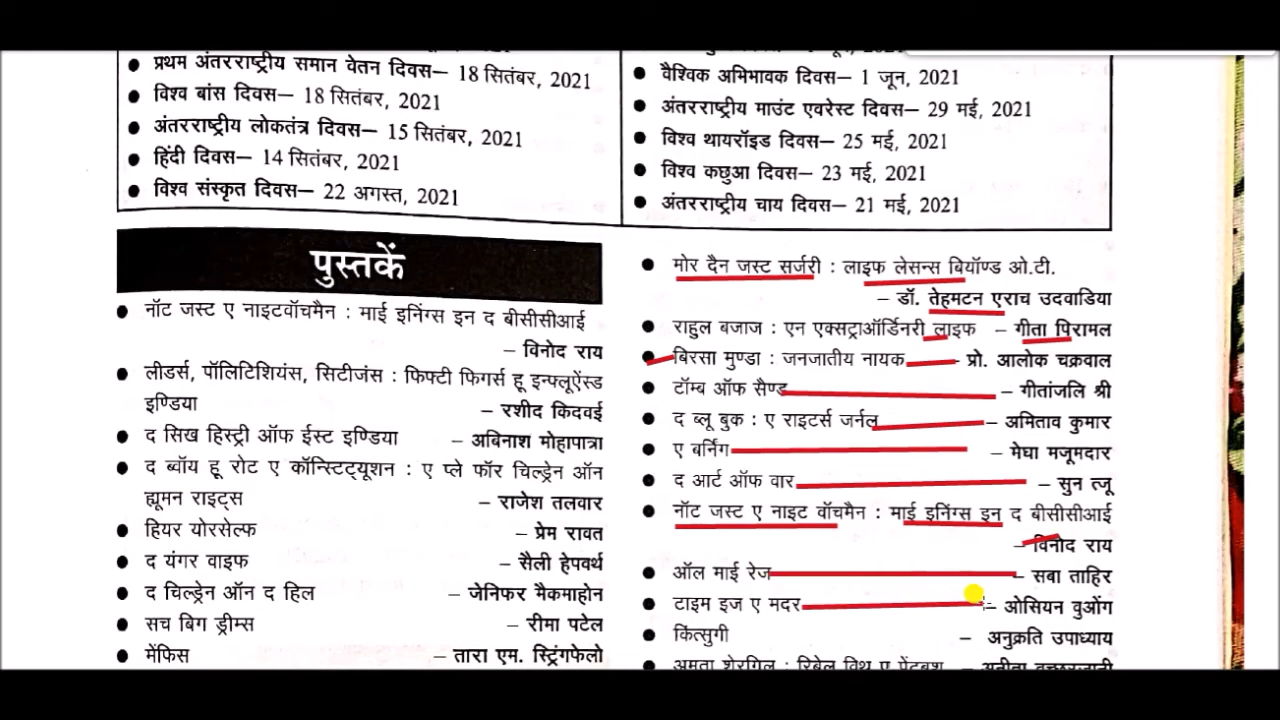 प्रथम अंतरराष्ट्रीय समान वेतन दिवस– 18 सितंबर, 2021
विश्व बांस दिवस– 18 सितंबर, 2021
अंतरराष्ट्रीय लोकतंत्र दिवस– 15 सितंबर, 2021
हिंदी दिवस– 14 सितंबर, 2021
विश्व संस्कृत दिवस– 22 अगस्त, 2021
वैश्विक अभिभावक दिवस– 1 जून, 2021
अंतरराष्ट्रीय माउंट एवरेस्ट दिवस– 29 मई, 2021
विश्व थायरॉइड दिवस– 25 मई, 2021
विश्व कछुआ दिवस– 23 मई, 2021
अंतरराष्ट्रीय चाय दिवस– 21 मई, 2021
पुस्तकें
नॉट जस्ट ए नाइटवॉचमैन : माई इनिंग्स इन द बीसीसीआई
– विनोद राय
लीडर्स, पॉलिटिशियंस, सिटीजंस : फिफ्टी फिगर्स हू इन्फ्लूऐंस्ड
इण्डिया – रशीद किदवई
द सिख हिस्ट्री ऑफ ईस्ट इण्डिया – अबिनाश मोहापात्रा
द ब्वॉय हू रोट ए कॉन्स्टिट्यूशन : ए प्ले फॉर चिल्ड्रेन ऑन
ह्यूमन राइट्स – राजेश तलवार
हियर योरसेल्फ – प्रेम रावत
द यंगर वाइफ – सैली हेपवर्थ
द चिल्ड्रेन ऑन द हिल – जेनिफर मैकमाहोन
सच बिग ड्रीम्स – रीमा पटेल
मेंफिस – तारा एम. स्ट्रिंगफेलो
मोर दैन जस्ट सर्जरी : लाइफ लेसन्स बियॉण्ड ओ.टी.
– डॉ. तेहमटन एराच उदवाडिया
राहुल बजाज : एन एक्सट्राऑर्डिनरी लाइफ – गीता पिरामल
बिरसा मुण्डा : जनजातीय नायक – प्रो. आलोक चक्रवाल
टॉम्ब ऑफ सैण्ड – गीतांजलि श्री
द ब्लू बुक : ए राइटर्स जर्नल – अमिताव कुमार
ए बर्निंग – मेघा मजूमदार
द आर्ट ऑफ वार – सुन त्जू
नॉट जस्ट ए नाइट वॉचमैन : माई इनिंग्स इन द बीसीसीआई
– विनोद राय
ऑल माई रेज – सबा ताहिर
टाइम इज ए मदर – ओसियन वुओंग
किंत्सुगी – अनुक्रति उपाध्याय